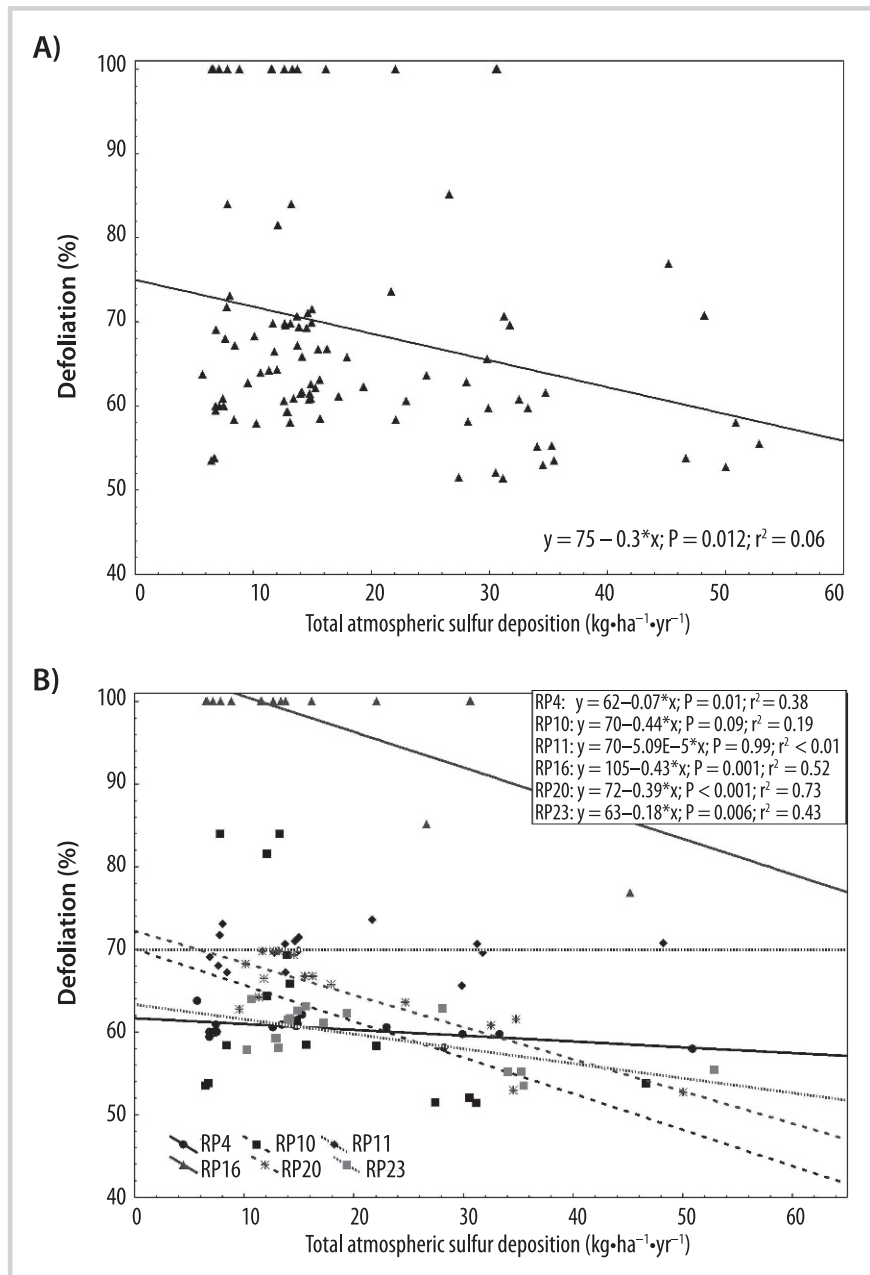 A)
100
90
80
70
60
50
40
Defoliation (%)
y = 75 – 0.3*x; P = 0.012; r² = 0.06
0 10 20 30 40 50 60
Total atmospheric sulfur deposition (kg•ha⁻¹•yr⁻¹)
B)
100
90
80
70
60
50
40
Defoliation (%)
RP4: y = 62–0.07*x; P = 0.01; r² = 0.38
RP10: y = 70–0.44*x; P = 0.09; r² = 0.19
RP11: y = 70–5.09E–5*x; P = 0.99; r² < 0.01
RP16: y = 105–0.43*x; P = 0.001; r² = 0.52
RP20: y = 72–0.39*x; P < 0.001; r² = 0.73
RP23: y = 63–0.18*x; P = 0.006; r² = 0.43
RP4 RP10 RP11
RP16 RP20 RP23
0 10 20 30 40 50 60
Total atmospheric sulfur deposition (kg•ha⁻¹•yr⁻¹)